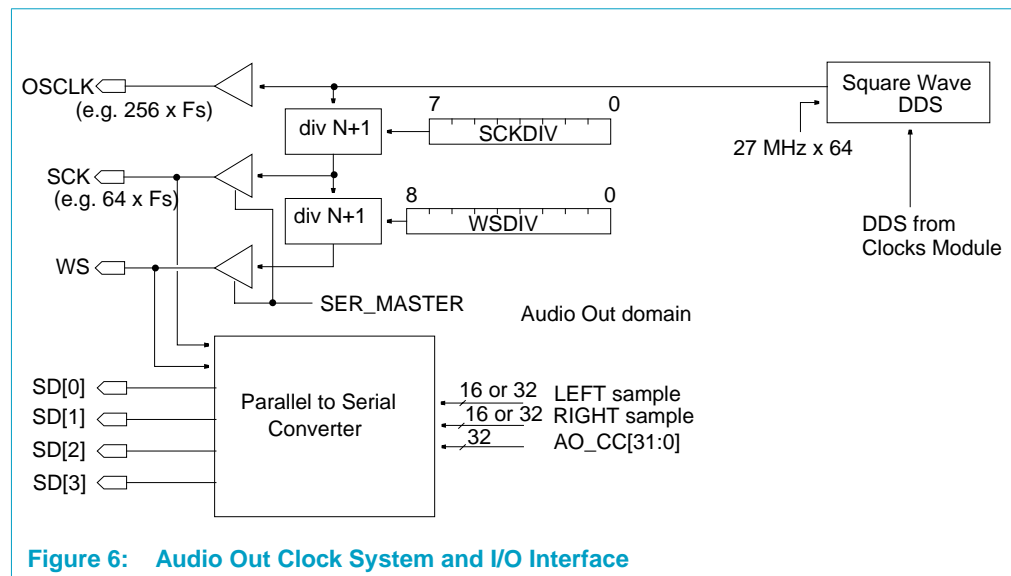 OSCLK
(e.g. 256 x Fs)
Square Wave
DDS
7 0
div N+1
SCKDIV
27 MHz x 64
SCK
(e.g. 64 x Fs)
8 0
div N+1
WSDIV
DDS from
Clocks Module
WS
SER_MASTER
Audio Out domain
SD[0]
SD[1]
SD[2]
SD[3]
Parallel to Serial
Converter
16 or 32 LEFT sample
16 or 32 RIGHT sample
32 AO_CC[31:0]
Figure 6: Audio Out Clock System and I/O Interface